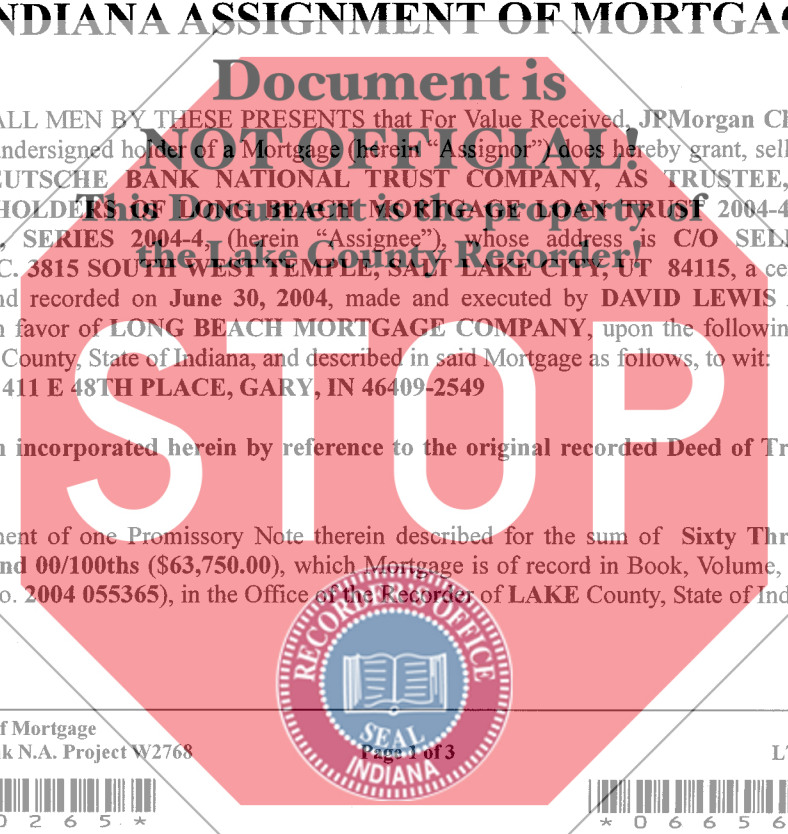 NDIANA ASSIGNMENT OF MORTGAG
Document is
ALL MEN BY THESE PRESENTS that For Value Received, JPMorgan Ch
NOT OFFICIAL!
undersigned holder of a Mortgage (herein “Assignor”) does hereby grant, sell
EUTSCHE BANK NATIONAL TRUST COMPANY, AS TRUSTEE,
This Document is the property of
HOLDERS OF LONG BEACH MORTGAGE LOAN TRUST 2004-4
, SERIES 2004-4, (herein “Assignee”), whose address is C/O SELE
the Lake County Recorder!
C. 3815 SOUTH WEST TEMPLE, SALT LAKE CITY, UT 84115, a ce
nd recorded on June 30, 2004, made and executed by DAVID LEWIS
n favor of LONG BEACH MORTGAGE COMPANY, upon the followin
County, State of Indiana, and described in said Mortgage as follows, to wit:
411 E 48TH PLACE, GARY, IN 46409-2549
STOP
n incorporated herein by reference to the original recorded Deed of Tr
ent of one Promissory Note therein described for the sum of Sixty Thr
nd 00/100ths ($63,750.00), which Mortgage is of record in Book, Volume,
o. 2004 055365), in the Office of the Recorder of LAKE County, State of Ind
RECORDER'S OFFICE
SEAL
INDIANA
f Mortgage
k N.A. Project W2768
Page 1 of 3
L
0 2 6 5 *
* 0 6 6 5 6